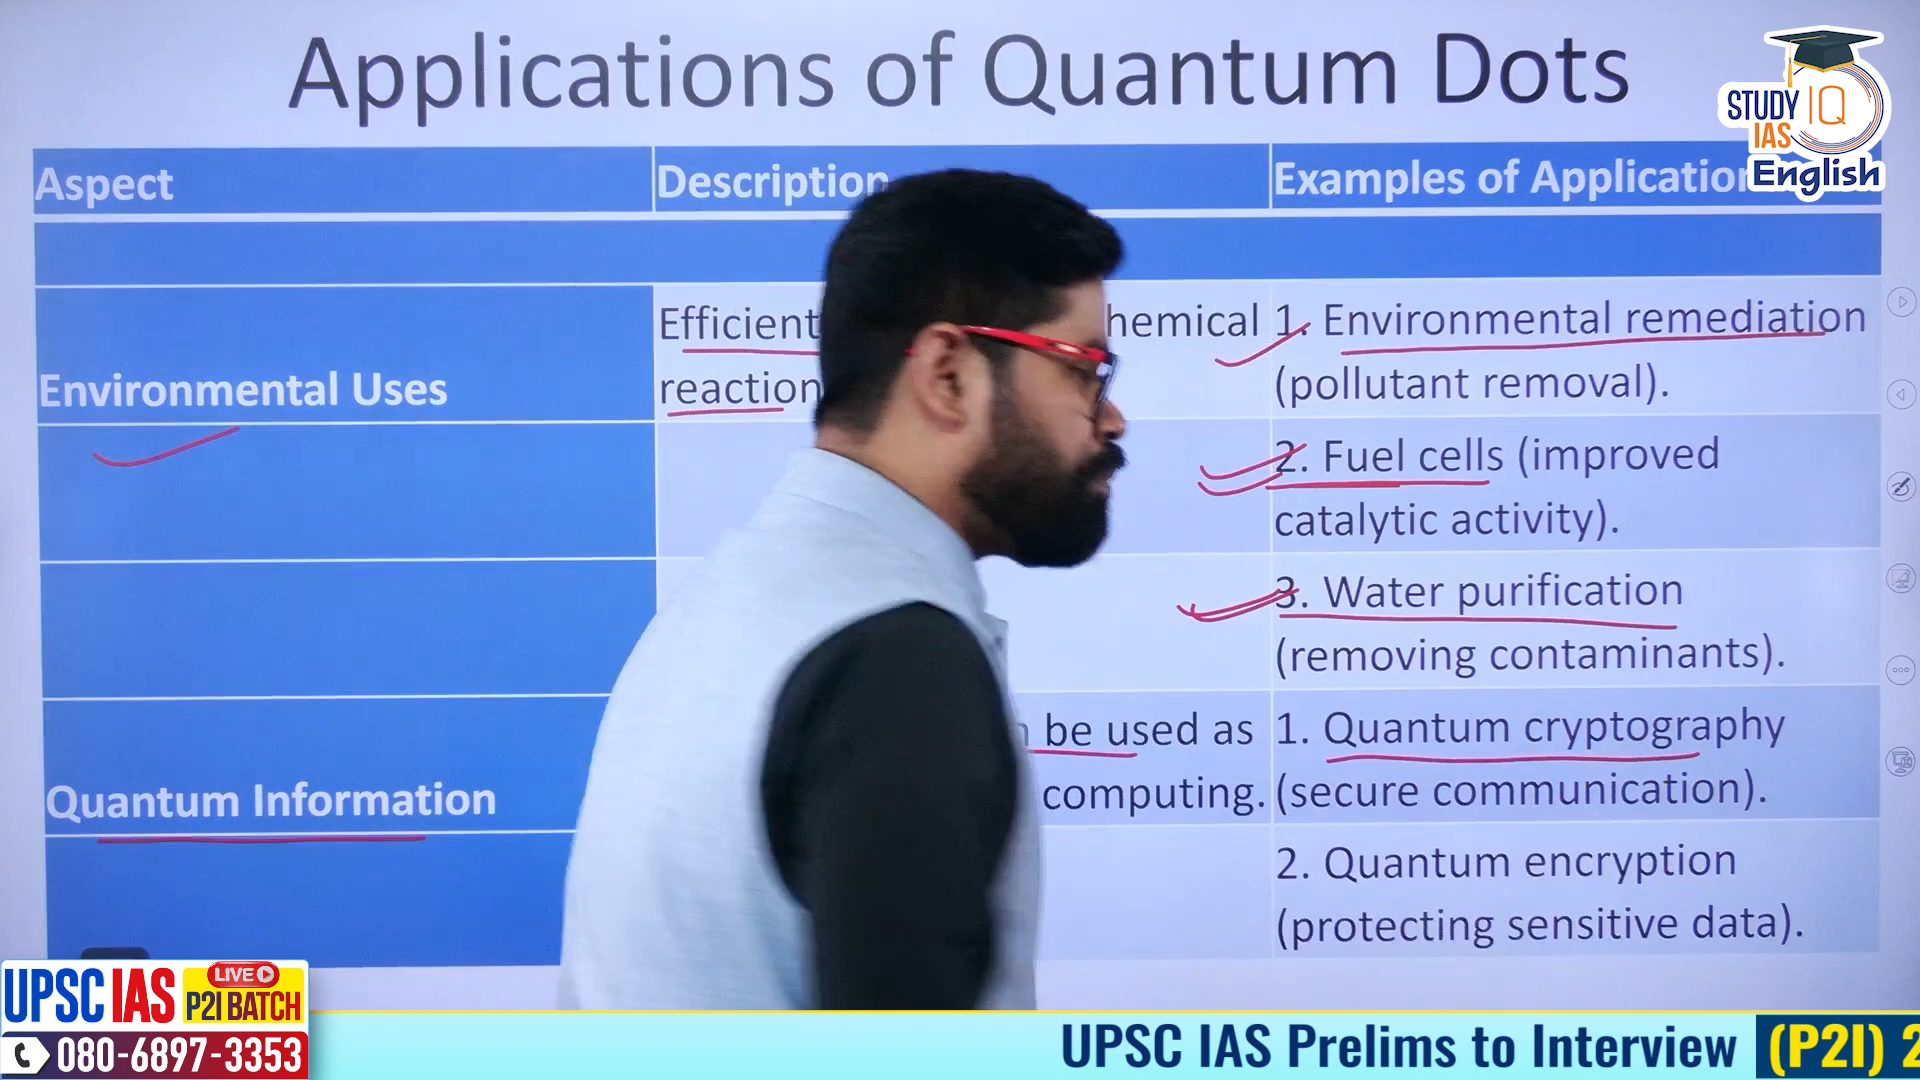 Applications of Quantum Dots
STUDY IQ
IAS
English
Aspect
Description
Examples of Application
Efficient
hemical
1. Environmental remediation
Environmental Uses
reaction
(pollutant removal).
2. Fuel cells (improved
catalytic activity).
3. Water purification
(removing contaminants).
be used as
1. Quantum cryptography
Quantum Information
computing.
(secure communication).
2. Quantum encryption
(protecting sensitive data).
UPSC IAS LIVE
P2I BATCH
080-6897-3353
UPSC IAS Prelims to Interview (P2I) 2